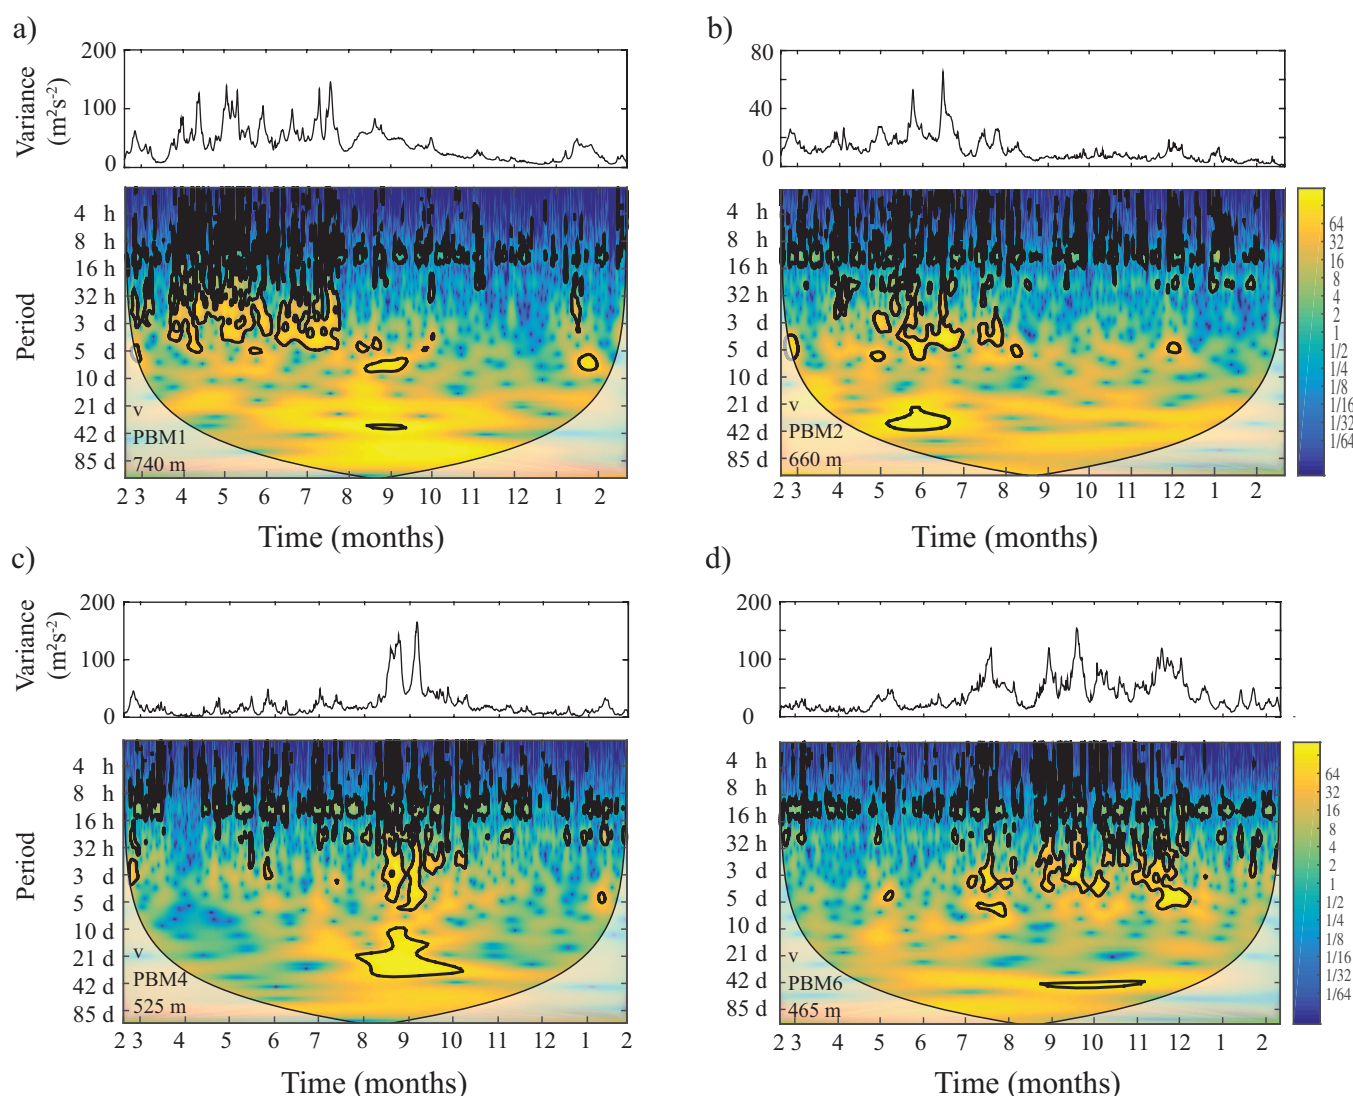 a)
200
100
0
Variance
(m²s⁻²)
4 h
8 h
16 h
32 h
3 d
5 d
10 d
21 d
42 d
85 d
Period
v
PBM1
740 m
2 3 4 5 6 7 8 9 10 11 12 1 2
Time (months)
b)
80
40
0
4 h
8 h
16 h
32 h
3 d
5 d
10 d
21 d
42 d
85 d
v
PBM2
660 m
2 3 4 5 6 7 8 9 10 11 12 1 2
Time (months)
64
32
16
8
4
2
1
1/2
1/4
1/8
1/16
1/32
1/64
c)
200
100
0
Variance
(m²s⁻²)
4 h
8 h
16 h
32 h
3 d
5 d
10 d
21 d
42 d
85 d
Period
v
PBM4
525 m
2 3 4 5 6 7 8 9 10 11 12 1 2
Time (months)
d)
200
100
0
4 h
8 h
16 h
32 h
3 d
5 d
10 d
21 d
42 d
85 d
v
PBM6
465 m
2 3 4 5 6 7 8 9 10 11 12 1 2
Time (months)
64
32
16
8
4
2
1
1/2
1/4
1/8
1/16
1/32
1/64